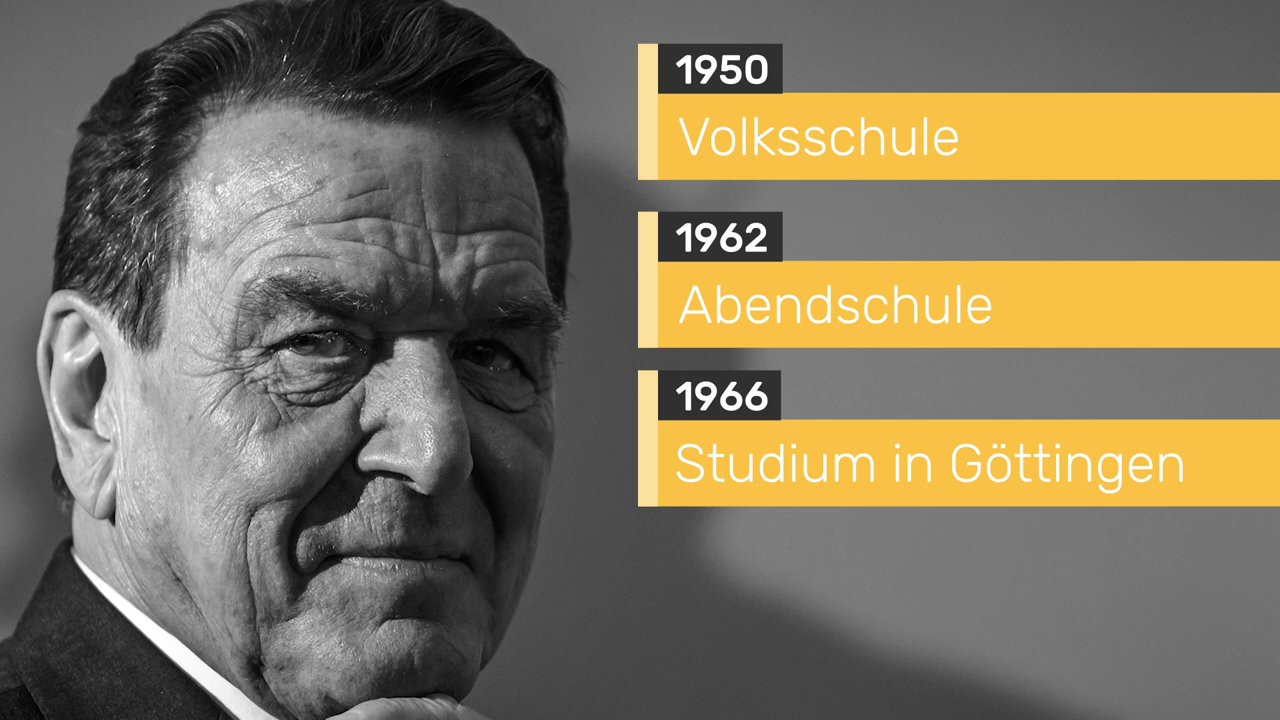 1950
Volksschule
1962
Abendschule
1966
Studium in Göttingen